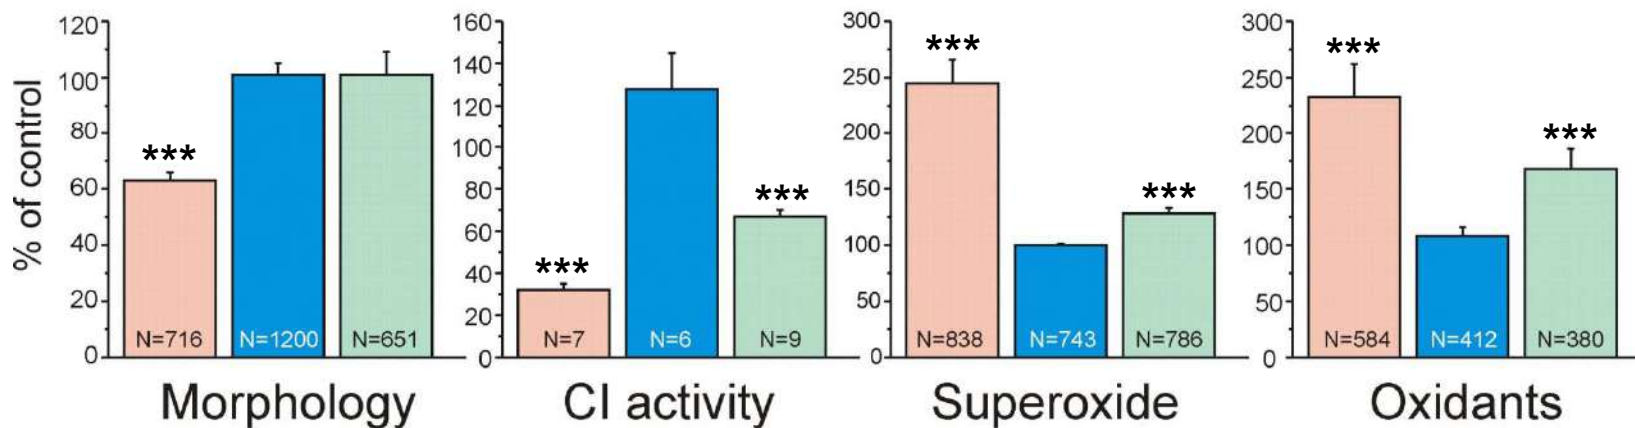 % of control
120
100
80
60
40
20
0
***
N=716
N=1200
N=651
Morphology
160
140
120
100
80
60
40
20
0
***
***
N=7
N=6
N=9
CI activity
300
250
200
150
100
50
0
***
***
N=838
N=743
N=786
Superoxide
300
250
200
150
100
50
0
***
***
N=584
N=412
N=380
Oxidants